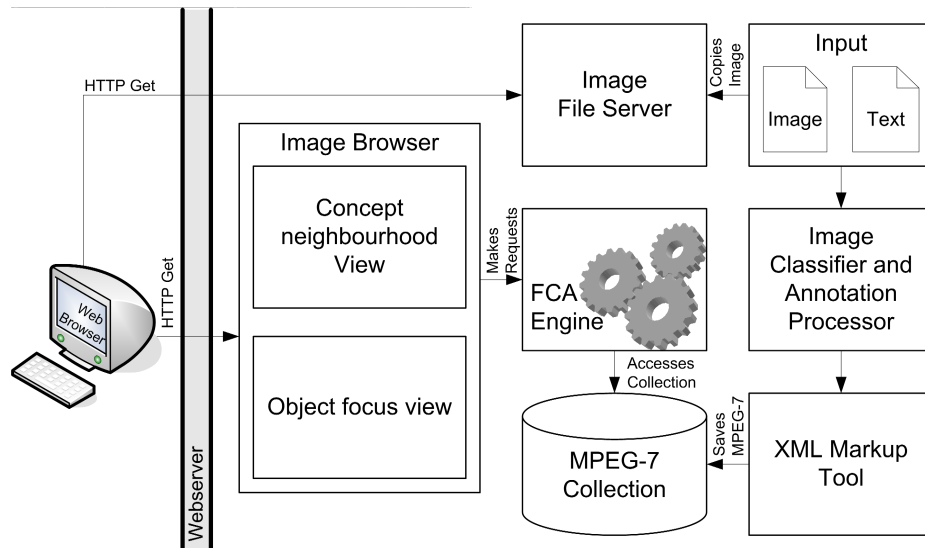 HTTP Get
Image
File Server
Copies
Image
Input
Image
Text
Image Browser
Concept
neighbourhood
View
Makes
Requests
FCA
Engine
Image
Classifier and
Annotation
Processor
Web
Browser
HTTP Get
Object focus view
Accesses
Collection
MPEG-7
Collection
Saves
MPEG-7
XML Markup
Tool
Webserver